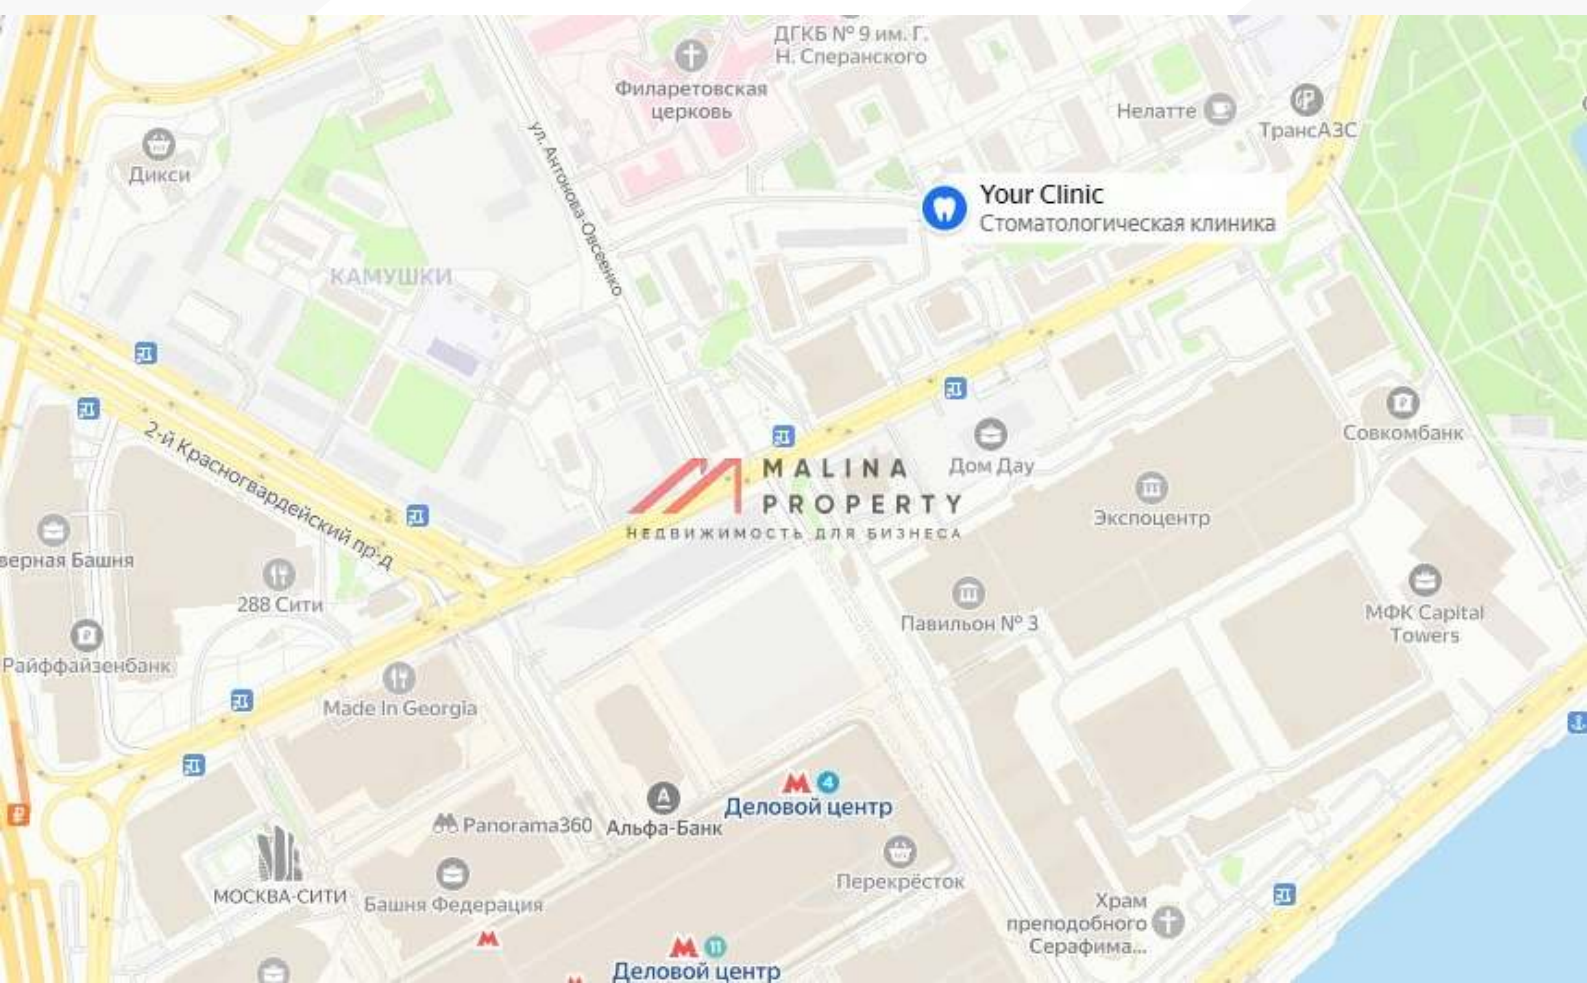 ДГКБ № 9 им. Г.
Н. Сперанского
Филаретовская
церковь
Нелатте
ТрансАЗС
Дикси
ул. Антонова-Овсеенко
Your Clinic
Стоматологическая клиника
КАМУШКИ
2-й Красногвардейский пр-д
Совкомбанк
MALINA
PROPERTY
НЕДВИЖИМОСТЬ ДЛЯ БИЗНЕСА
Дом Дау
Экспоцентр
верная Башня
288 Сити
Павильон № 3
МФК Capital
Towers
Райффайзенбанк
Made In Georgia
4
Деловой центр
Panorama360
Альфа-Банк
Перекрёсток
МОСКВА-СИТИ
Башня Федерация
Храм
преподобного
Серафима...
11
Деловой центр